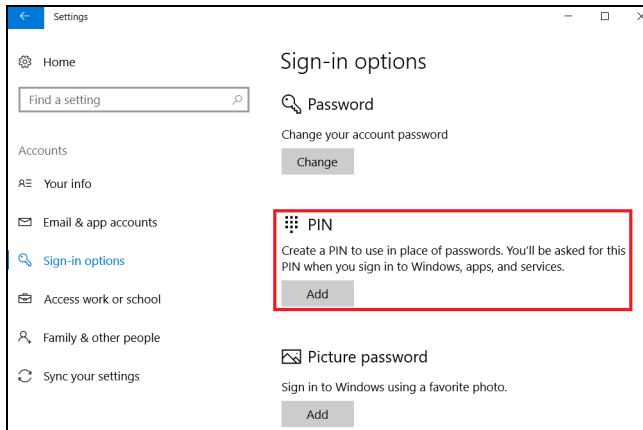 Settings
Home
Find a setting
Accounts
Your info
Email & app accounts
Sign-in options
Access work or school
Family & other people
Sync your settings
Sign-in options
Password
Change your account password
Change
PIN
Create a PIN to use in place of passwords. You'll be asked for this
PIN when you sign in to Windows, apps, and services.
Add
Picture password
Sign in to Windows using a favorite photo.
Add